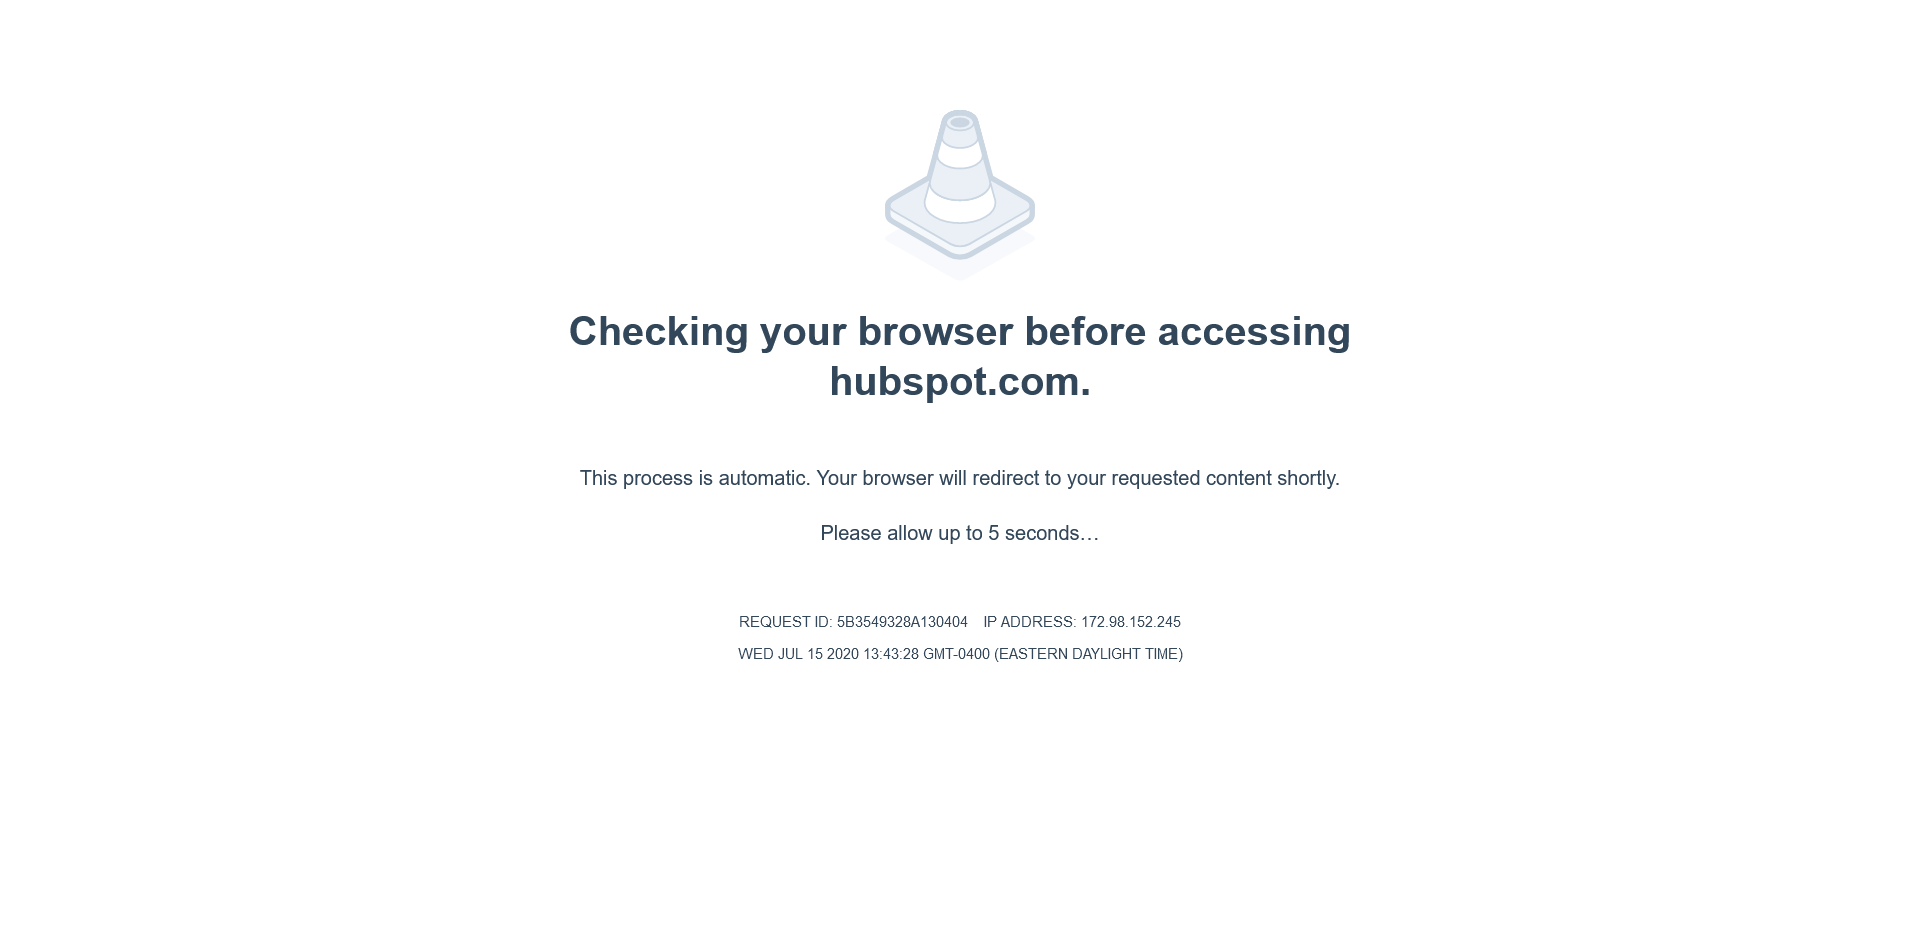 Checking your browser before accessing
hubspot.com.
This process is automatic. Your browser will redirect to your requested content shortly.
Please allow up to 5 seconds…
REQUEST ID: 5B3549328A130404 IP ADDRESS: 172.98.152.245
WED JUL 15 2020 13:43:28 GMT-0400 (EASTERN DAYLIGHT TIME)